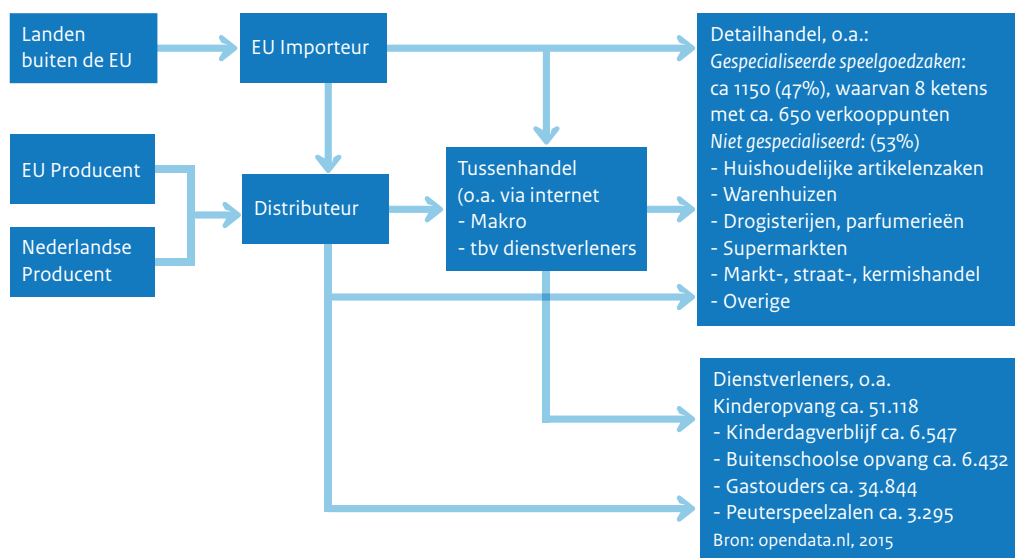 Landen
buiten de EU
EU Importeur
EU Producent
Nederlandse
Producent
Distributeur
Tussenhandel
(o.a. via internet
- Makro
- tbv dienstverleners
Detailhandel, o.a.:
Gespecialiseerde speelgoedzaken:
ca 1150 (47%), waarvan 8 ketens
met ca. 650 verkooppunten
Niet gespecialiseerd: (53%)
- Huishoudelijke artikelenzaken
- Warenhuizen
- Drogisterijen, parfumerieën
- Supermarkten
- Markt-, straat-, kermishandel
- Overige
Dienstverleners, o.a.
Kinderopvang ca. 51.118
- Kinderdagverblijf ca. 6.547
- Buitenschoolse opvang ca. 6.432
- Gastouders ca. 34.844
- Peuterspeelzalen ca. 3.295
Bron: opendata.nl, 2015